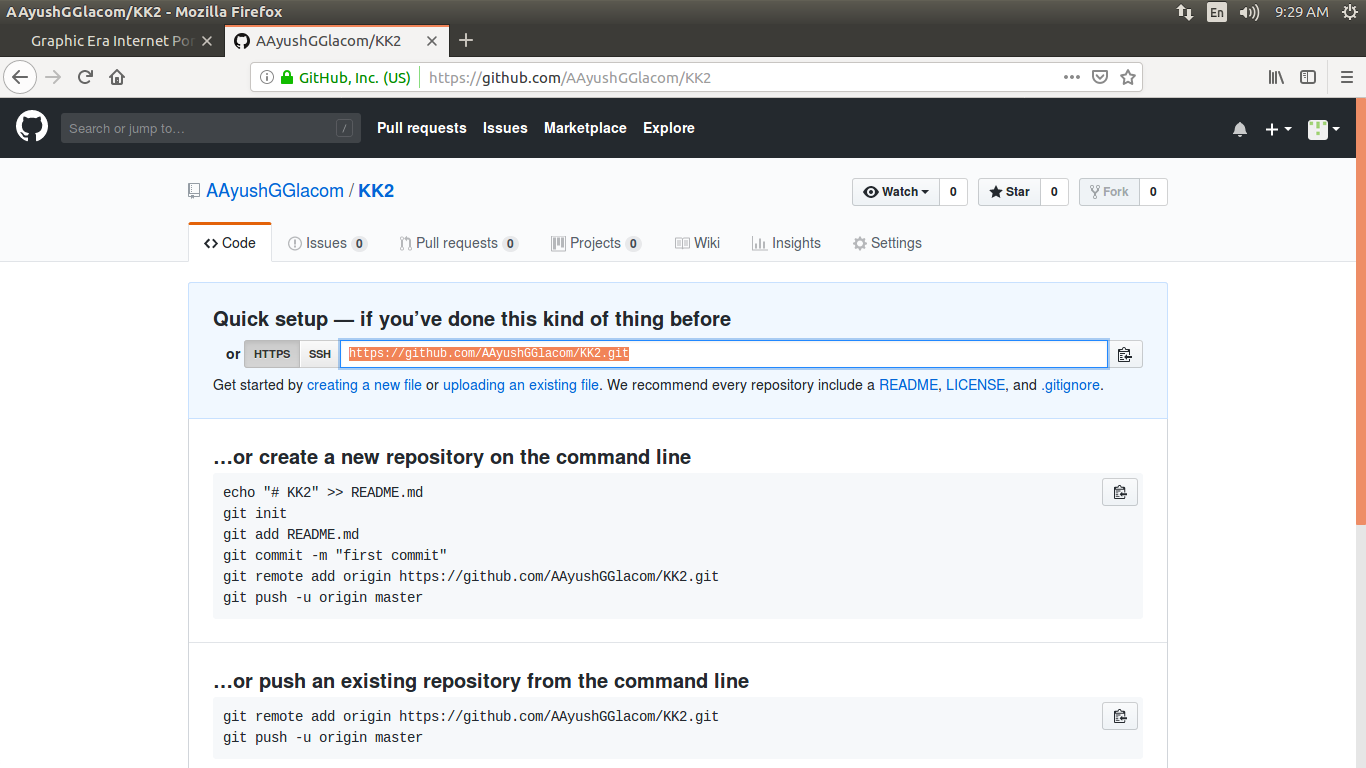 AAyushGGlacom/KK2 - Mozilla Firefox
En
9:29 AM
Graphic Era Internet Por
AAyushGGlacom/KK2
GitHub, Inc. (US)
https://github.com/AAyushGGlacom/KK2
Search or jump to…
/
Pull requests
Issues
Marketplace
Explore
AAyushGGlacom / KK2
Watch 0
Star 0
Fork 0
Code
Issues 0
Pull requests 0
Projects 0
Wiki
Insights
Settings
Quick setup — if you’ve done this kind of thing before
or HTTPS SSH https://github.com/AAyushGGlacom/KK2.git
Get started by creating a new file or uploading an existing file. We recommend every repository include a README, LICENSE, and .gitignore.
…or create a new repository on the command line
echo "# KK2" >> README.md
git init
git add README.md
git commit -m "first commit"
git remote add origin https://github.com/AAyushGGlacom/KK2.git
git push -u origin master
…or push an existing repository from the command line
git remote add origin https://github.com/AAyushGGlacom/KK2.git
git push -u origin master